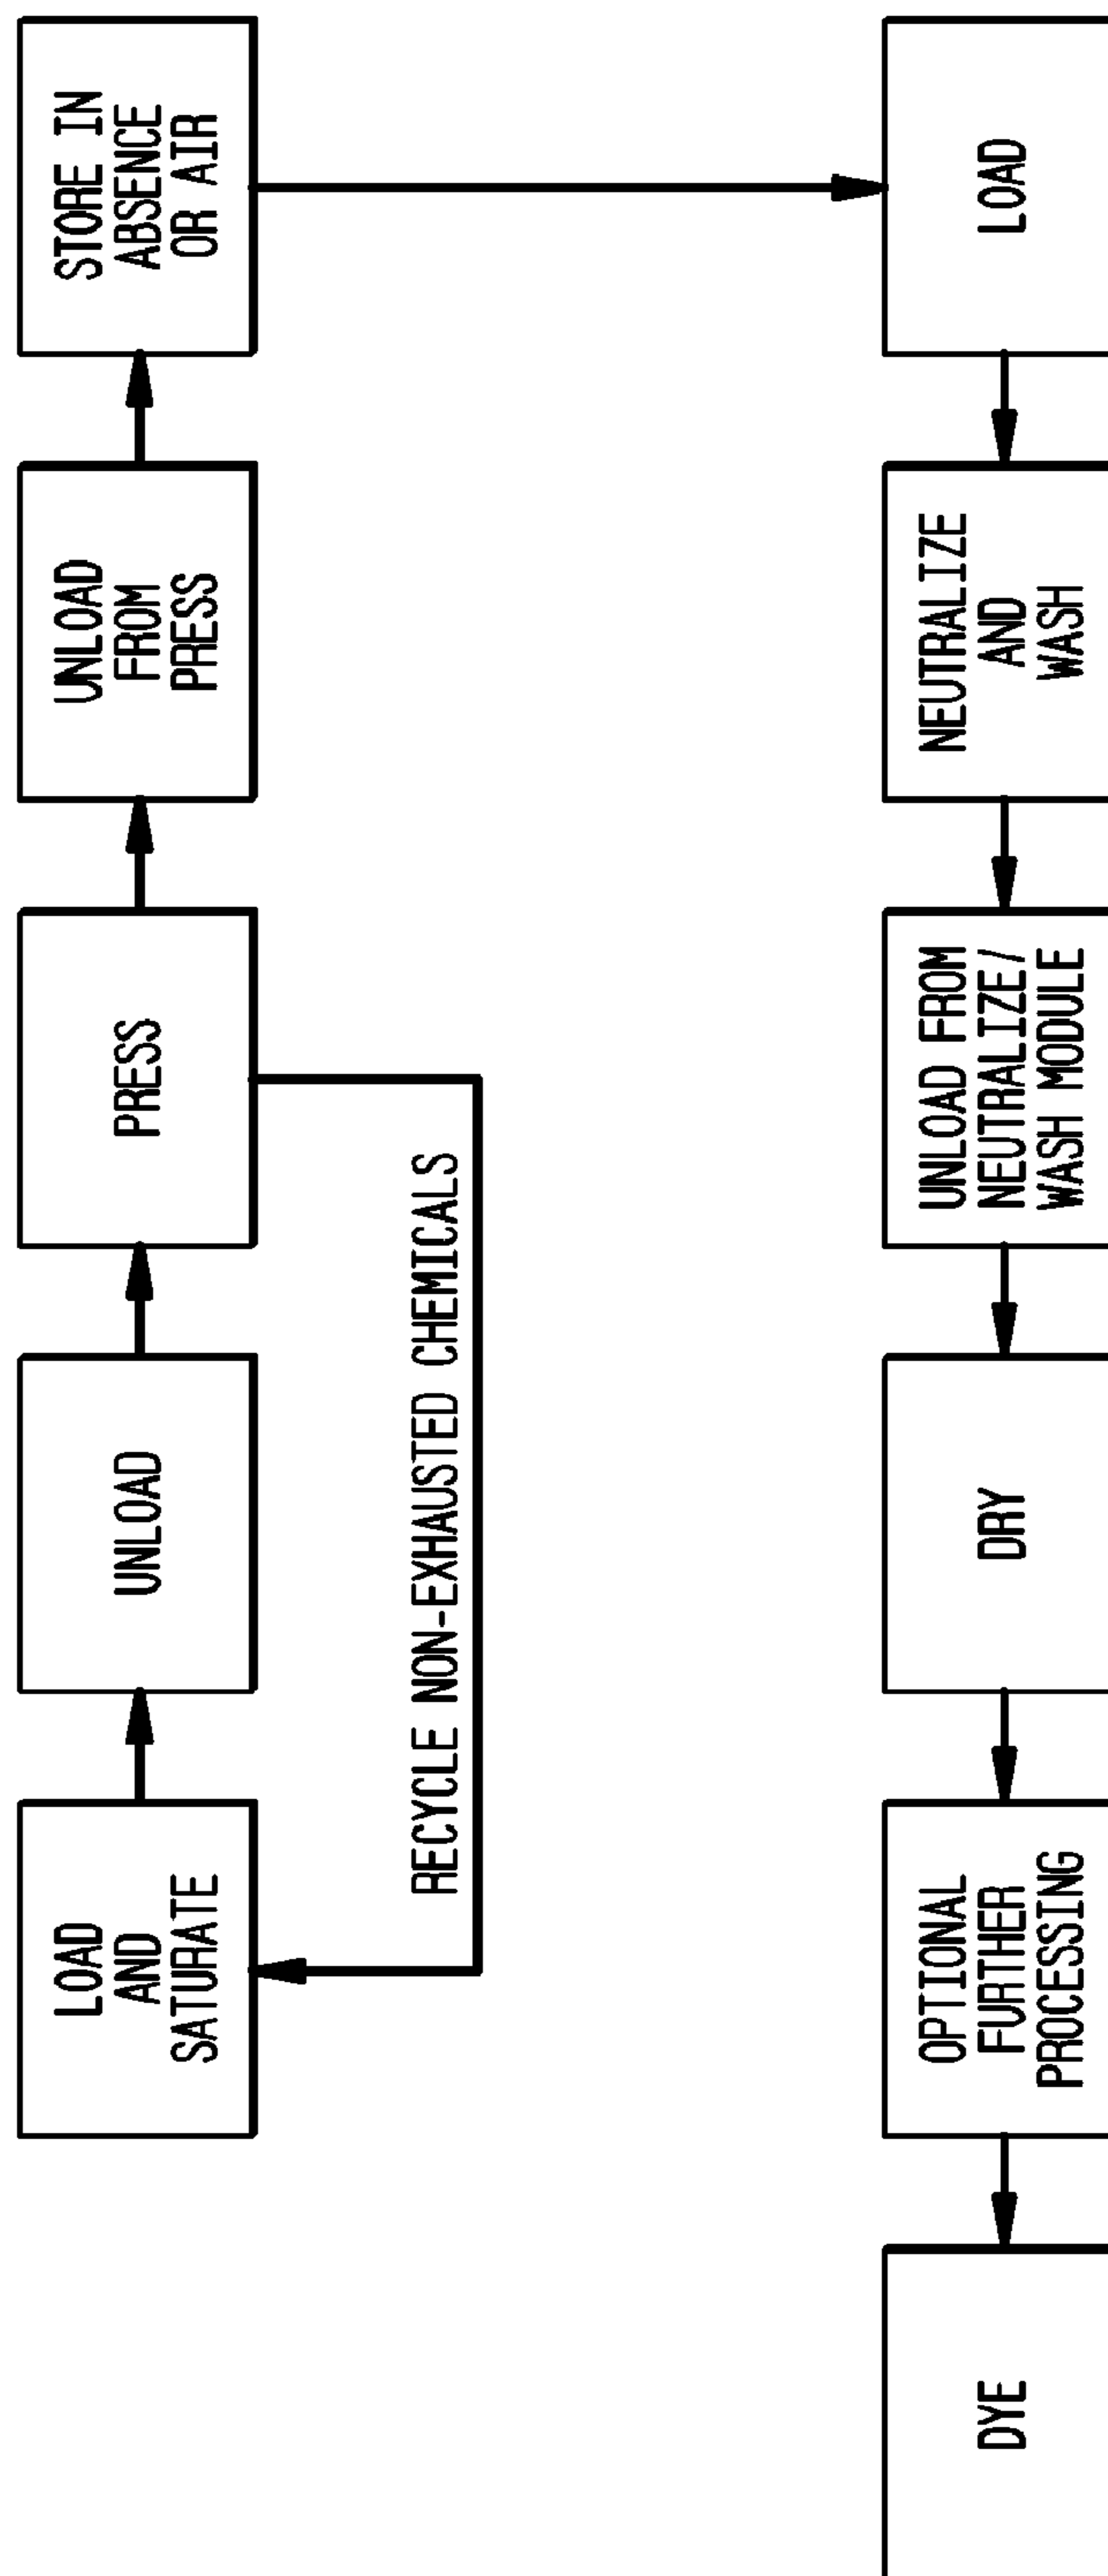 LOAD
AND
SATURATE
UNLOAD
PRESS
UNLOAD
FROM
PRESS
STORE IN
ABSENCE
OR AIR
RECYCLE NON-EXHAUSTED CHEMICALS
LOAD
NEUTRALIZE
AND
WASH
UNLOAD FROM
NEUTRALIZE/
WASH MODULE
DRY
OPTIONAL
FURTHER
PROCESSING
DYE